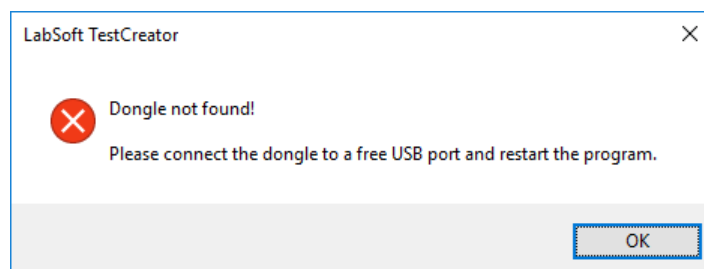 LabSoft TestCreator
Dongle not found!
Please connect the dongle to a free USB port and restart the program.
OK